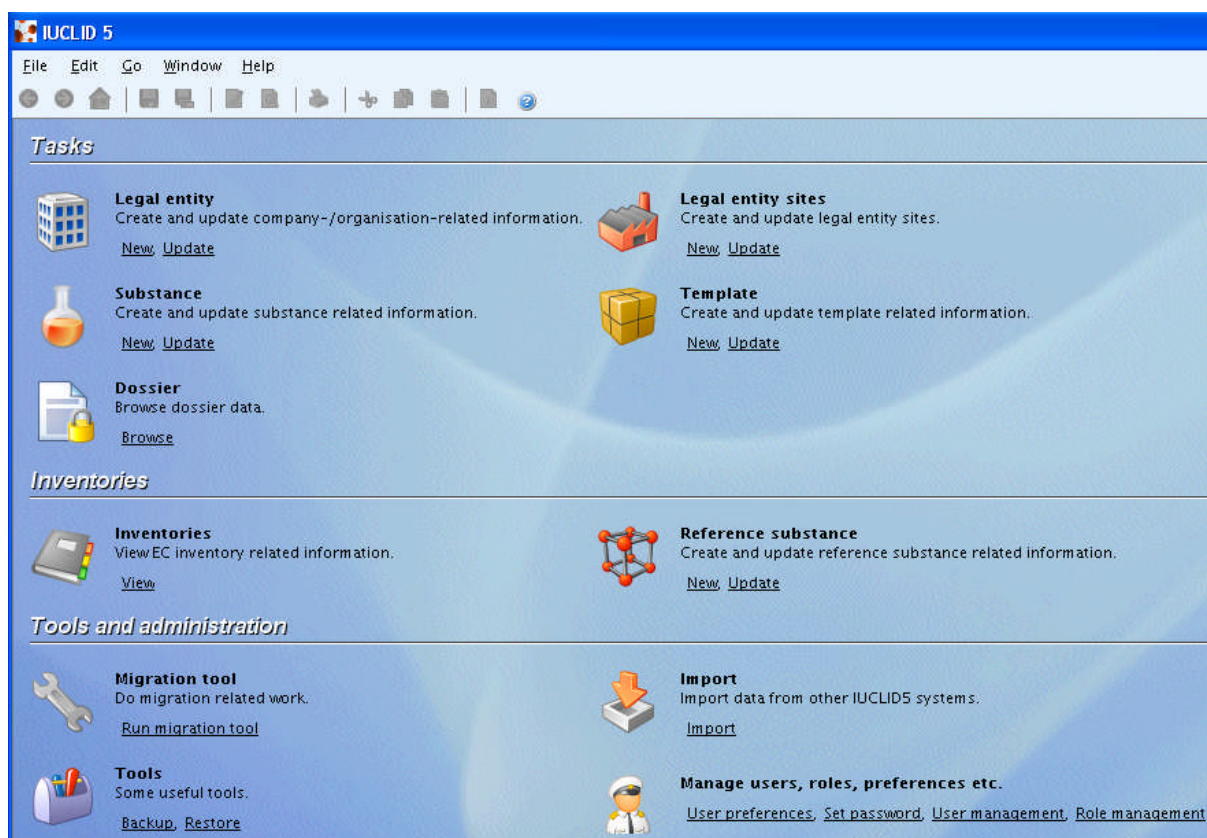 IUCLID 5
File Edit Go Window Help
Tasks
Legal entity
Create and update company-/organisation-related information.
New, Update
Legal entity sites
Create and update legal entity sites.
New, Update
Substance
Create and update substance related information.
New, Update
Template
Create and update template related information.
New, Update
Dossier
Browse dossier data.
Browse
Inventories
Inventories
View EC inventory related information.
View
Reference substance
Create and update reference substance related information.
New, Update
Tools and administration
Migration tool
Do migration related work.
Run migration tool
Import
Import data from other IUCLID5 systems.
Import
Tools
Some useful tools.
Backup, Restore
Manage users, roles, preferences etc.
User preferences, Set password, User management, Role management